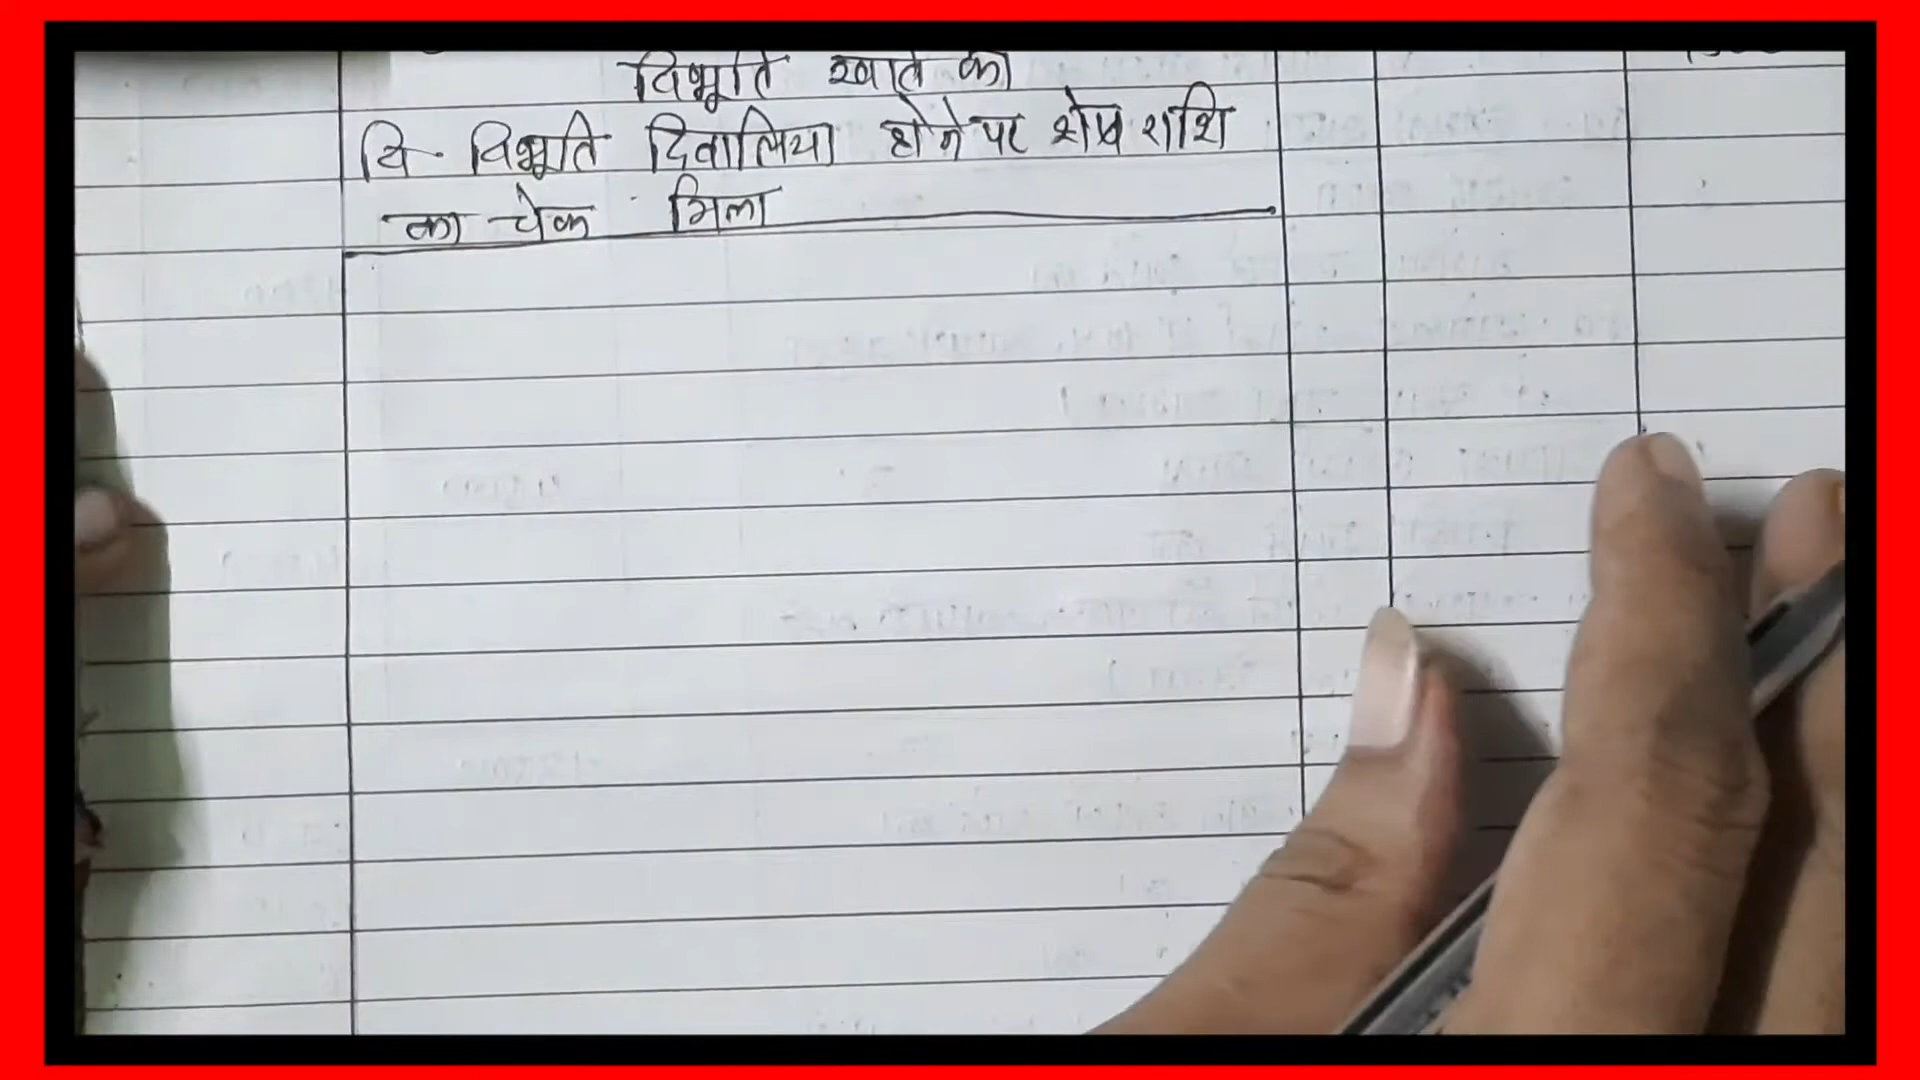 विभूति खाते का
वि. विभूति दिवालिया होने पर शेष राशि
का चेक मिला